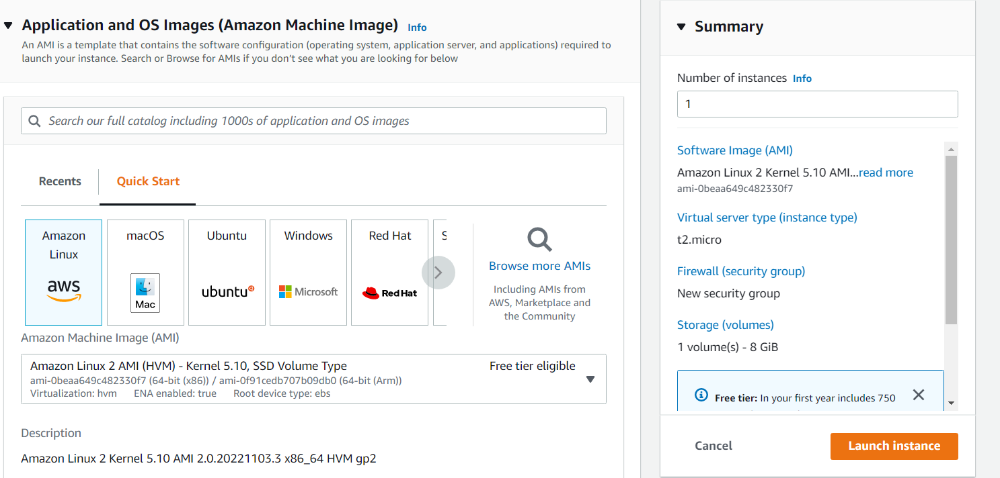 Application and OS Images (Amazon Machine Image) Info
An AMI is a template that contains the software configuration (operating system, application server, and applications) required to
launch your instance. Search or Browse for AMIs if you don’t see what you are looking for below
Search our full catalog including 1000s of application and OS images
Recents
Quick Start
Amazon
Linux
aws
macOS
Mac
Ubuntu
ubuntu
Windows
Microsoft
Red Hat
Red Hat
S
Browse more AMIs
Including AMIs from
AWS, Marketplace and
the Community
Amazon Machine Image (AMI)
Amazon Linux 2 AMI (HVM) - Kernel 5.10, SSD Volume Type
Free tier eligible
ami-0beaa649c482330f7 (64-bit (x86)) / ami-0f91cedb707b09db0 (64-bit (Arm))
Virtualization: hvm ENA enabled: true Root device type: ebs
Description
Amazon Linux 2 Kernel 5.10 AMI 2.0.20221103.3 x86_64 HVM gp2
Summary
Number of instances Info
1
Software Image (AMI)
Amazon Linux 2 Kernel 5.10 AMI...read more
ami-0beaa649c482330f7
Virtual server type (instance type)
t2.micro
Firewall (security group)
New security group
Storage (volumes)
1 volume(s) - 8 GiB
Free tier: In your first year includes 750
Cancel
Launch instance